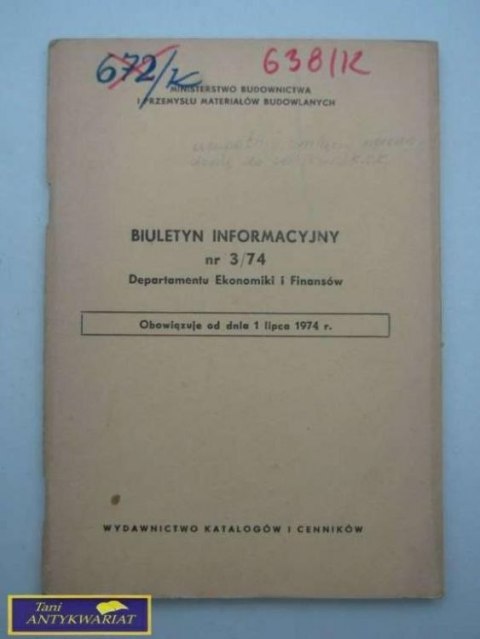 672/K 638/K
MINISTERSTWO BUDOWNICTWA
I PRZEMYSŁU MATERIAŁÓW BUDOWLANYCH
BIULETYN INFORMACYJNY
nr 3/74
Departamentu Ekonomiki i Finansów
Obowiązuje od dnia 1 lipca 1974 r.
WYDAWNICTWO KATALOGÓW I CENNIKÓW
Tani
ANTYKWARIAT